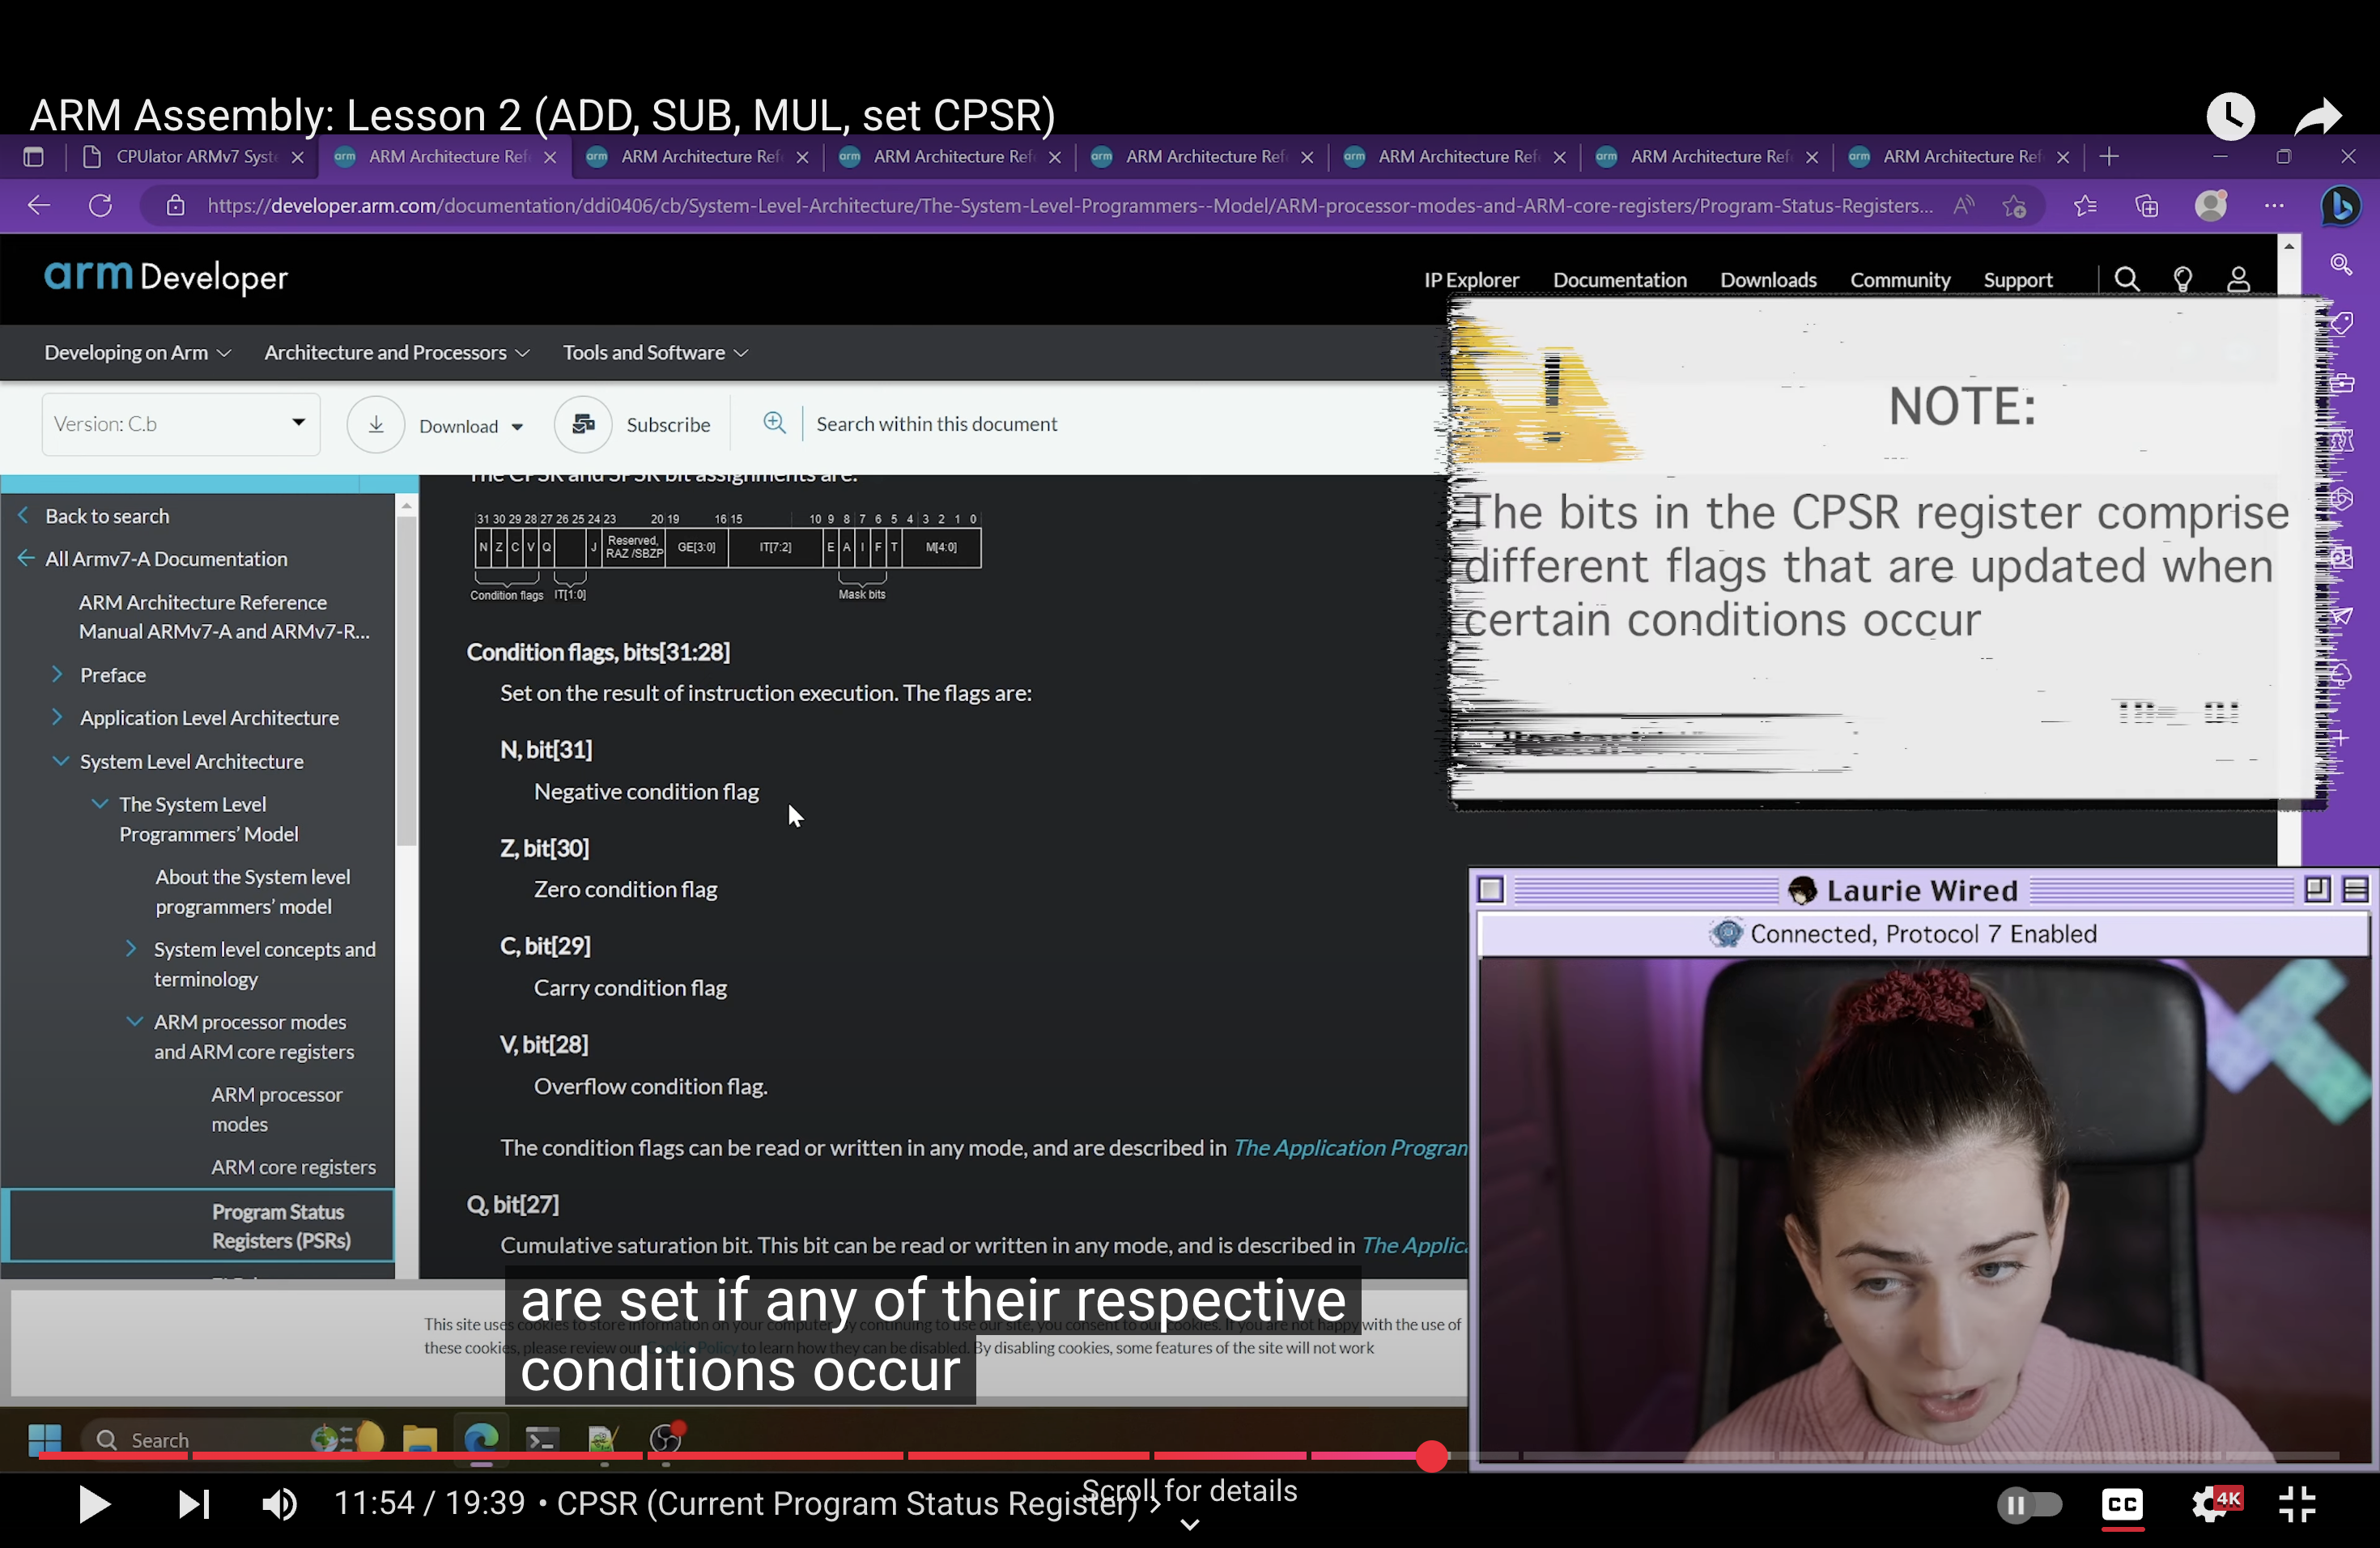 ARM Assembly: Lesson 2 (ADD, SUB, MUL, set CPSR)
CPUlator ARMv7 Syst
ARM Architecture Ref
ARM Architecture Ref
ARM Architecture Ref
ARM Architecture Ref
ARM Architecture Ref
ARM Architecture Ref
ARM Architecture Ref
https://developer.arm.com/documentation/ddi0406/cb/System-Level-Architecture/The-System-Level-Programmers--Model/ARM-processor-modes-and-ARM-core-registers/Program-Status-Registers...
arm Developer
IP Explorer Documentation Downloads Community Support
Developing on Arm Architecture and Processors Tools and Software
Version: C.b Download Subscribe Search within this document
NOTE:
The bits in the CPSR register comprise
different flags that are updated when
certain conditions occur
Back to search
All Armv7-A Documentation
ARM Architecture Reference
Manual ARMv7-A and ARMv7-R...
Preface
Application Level Architecture
System Level Architecture
The System Level
Programmers' Model
About the System level
programmers' model
System level concepts and
terminology
ARM processor modes
and ARM core registers
ARM processor
modes
ARM core registers
Program Status
Registers (PSRs)
The CPSR and SPSR bit assignments are:
31 30 29 28 27 26 25 24 23 20 19 16 15 10 9 8 7 6 5 4 3 2 1 0
N Z C V Q J Reserved, RAZ/SBZP GE[3:0] IT[7:2] E A I F T M[4:0]
Condition flags IT[1:0] Mask bits
Condition flags, bits[31:28]
Set on the result of instruction execution. The flags are:
N, bit[31]
Negative condition flag
Z, bit[30]
Zero condition flag
C, bit[29]
Carry condition flag
V, bit[28]
Overflow condition flag.
The condition flags can be read or written in any mode, and are described in The Application Program
Q, bit[27]
Cumulative saturation bit. This bit can be read or written in any mode, and is described in The Applic
Laurie Wired
Connected, Protocol 7 Enabled
This site uses cookies to store information on your computer. By continuing to use our site, you consent to our cookies. If you are not happy with the use of
these cookies, please review our Cookie Policy to learn how they can be disabled. By disabling cookies, some features of the site will not work
are set if any of their respective
conditions occur
Search
11:54 / 19:39 • CPSR (Current Program Status Register)
Scroll for details
CC
4K